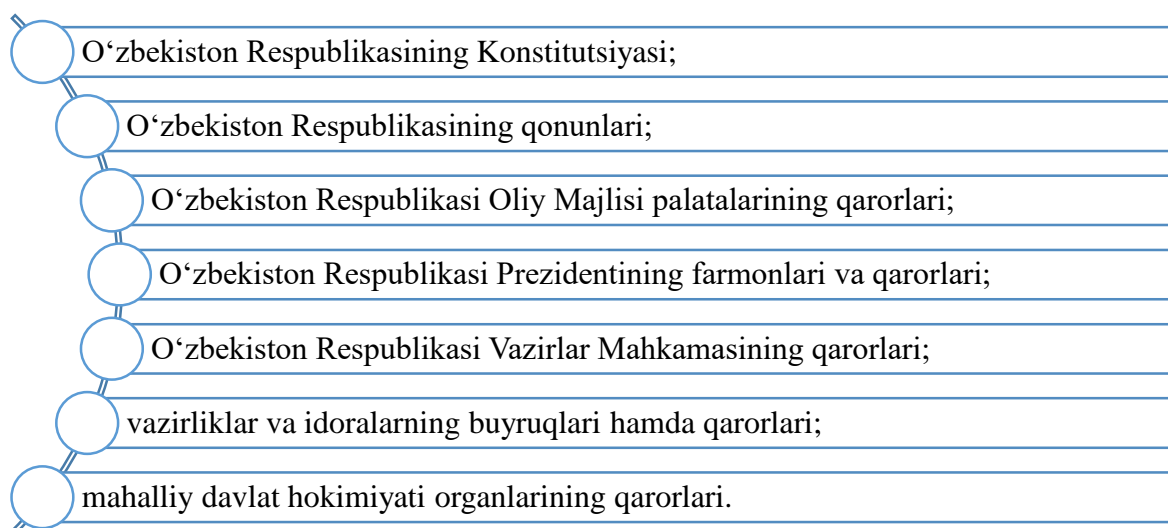 O‘zbekiston Respublikasining Konstitutsiyasi;
O‘zbekiston Respublikasining qonunlari;
O‘zbekiston Respublikasi Oliy Majlisi palatalarining qarorlari;
O‘zbekiston Respublikasi Prezidentining farmonlari va qarorlari;
O‘zbekiston Respublikasi Vazirlar Mahkamasining qarorlari;
vazirliklar va idoralarning buyruqlari hamda qarorlari;
mahalliy davlat hokimiyati organlarining qarorlari.